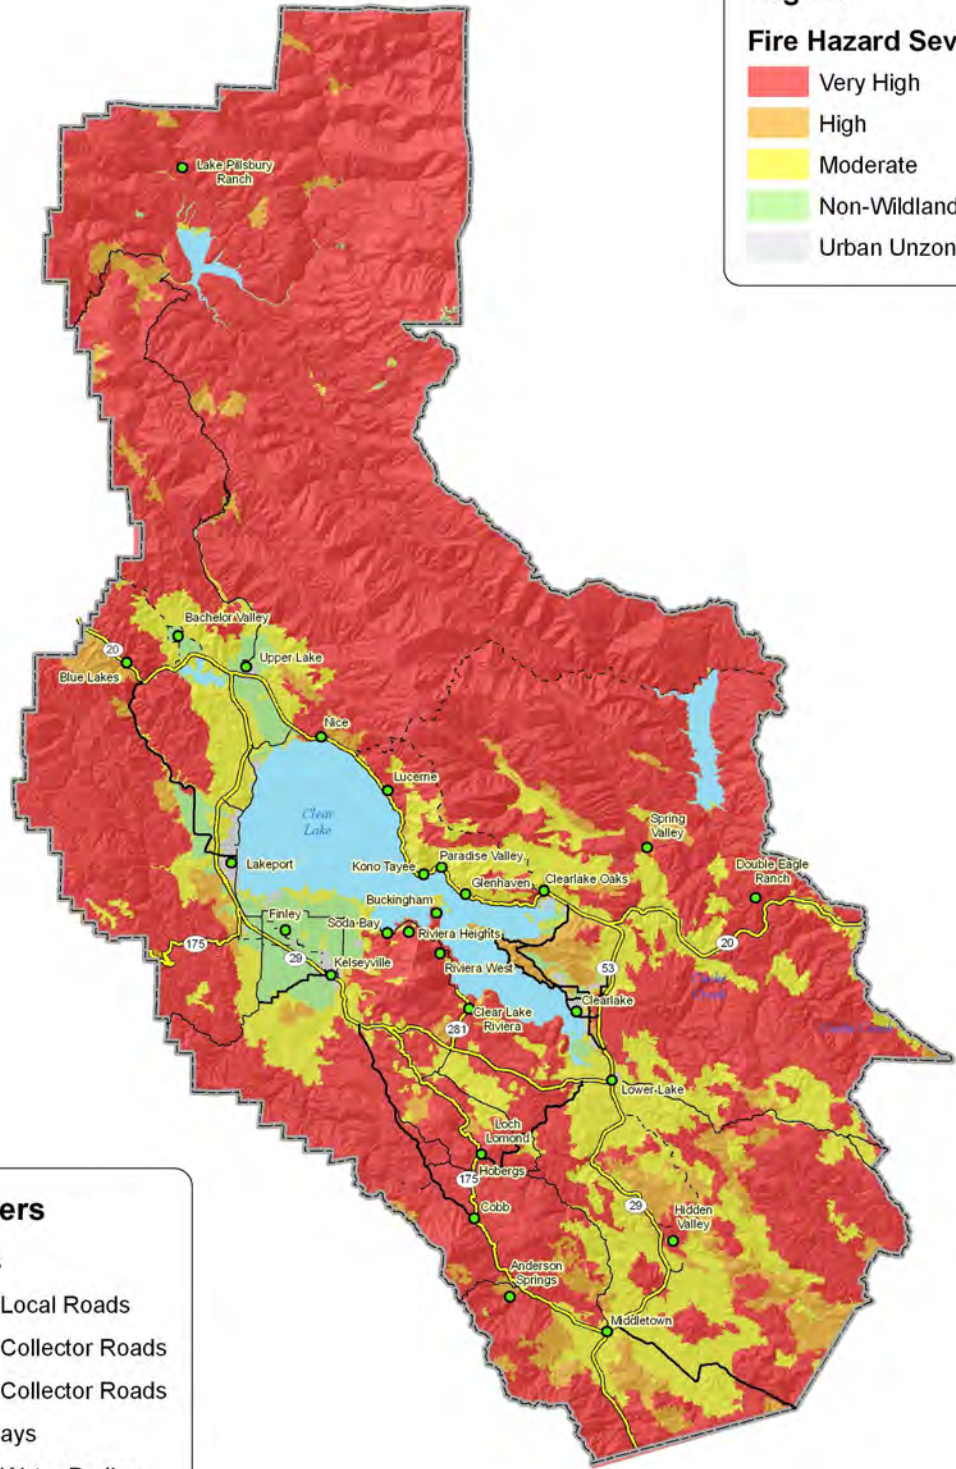 Fire Hazard Sev
Very High
High
Moderate
Non-Wildland
Urban Unzon
Lake Pillsbury
Ranch
Bachelor Valley
20
Upper Lake
Blue Lakes
Nice
Lucerne
Clear
Lake
Spring
Valley
Lakeport
Kono Tayee
Paradise Valley
Double Eagle
Ranch
Glenhaven
Clearlake Oaks
Buckingham
Finley
Soda Bay
Riviera Heights
175
20
29
Kelseyville
Riviera West
53
Clearlake
Clear Lake
Riviera
281
Lower Lake
Loch
Lomond
Hobergs
175
Cobb
29
Hidden
Valley
Anderson
Springs
Middletown
ers
Local Roads
Collector Roads
Collector Roads
ays